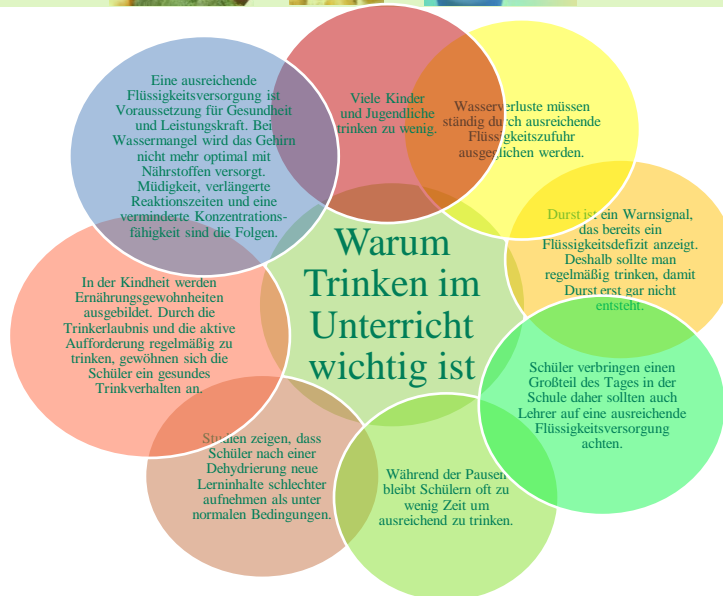 Warum
Trinken im
Unterricht
wichtig ist
Viele Kinder
und Jugendliche
trinken zu wenig.
Wasserverluste müssen
ständig durch ausreichende
Flüssigkeitszufuhr
ausgeglichen werden.
Durst ist ein Warnsignal,
das bereits ein
Flüssigkeitsdefizit anzeigt.
Deshalb sollte man
regelmäßig trinken, damit
Durst erst gar nicht
entsteht.
Schüler verbringen einen
Großteil des Tages in der
Schule daher sollten auch
Lehrer auf eine ausreichende
Flüssigkeitsversorgung
achten.
Während der Pausen
bleibt Schülern oft zu
wenig Zeit um
ausreichend zu trinken.
Studien zeigen, dass
Schüler nach einer
Dehydrierung neue
Lerninhalte schlechter
aufnehmen als unter
normalen Bedingungen.
In der Kindheit werden
Ernährungsgewohnheiten
ausgebildet. Durch die
Trinkerlaubnis und die aktive
Aufforderung regelmäßig zu
trinken, gewöhnen sich die
Schüler ein gesundes
Trinkverhalten an.
Eine ausreichende
Flüssigkeitsversorgung ist
Voraussetzung für Gesundheit
und Leistungskraft. Bei
Wassermangel wird das Gehirn
nicht mehr optimal mit
Nährstoffen versorgt.
Müdigkeit, verlängerte
Reaktionszeiten und eine
verminderte Konzentrations-
fähigkeit sind die Folgen.